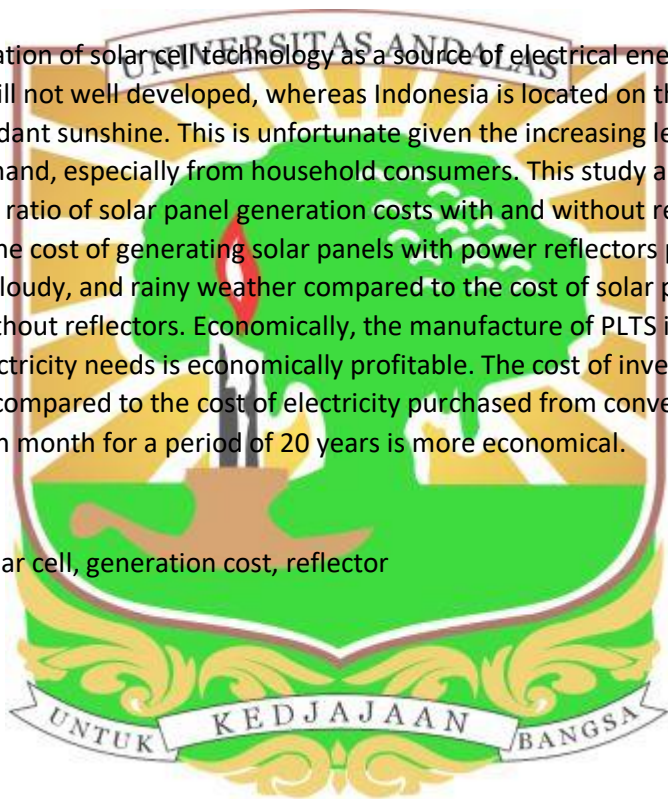 UNIVERSITAS ANDALAS
ation of solar cell technology as a source of electrical ene
ill not well developed, whereas Indonesia is located on th
dant sunshine. This is unfortunate given the increasing le
nand, especially from household consumers. This study a
ratio of solar panel generation costs with and without re
he cost of generating solar panels with power reflectors p
loudy, and rainy weather compared to the cost of solar p
thout reflectors. Economically, the manufacture of PLTS i
ctricity needs is economically profitable. The cost of inve
compared to the cost of electricity purchased from conve
h month for a period of 20 years is more economical.
ar cell, generation cost, reflector
UNTUK KEDJAJAAN BANGSA